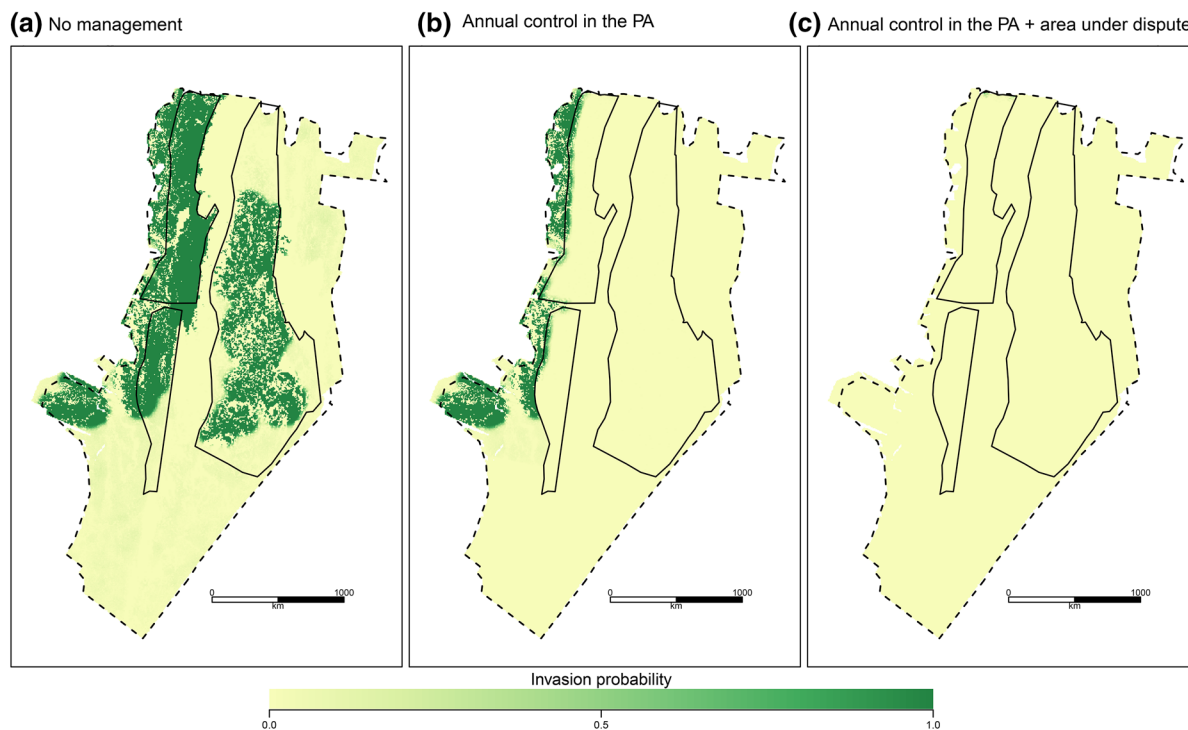 (a) No management
(b) Annual control in the PA
(c) Annual control in the PA + area under dispute
0 1000
km
0 1000
km
0 1000
km
Invasion probability
0.0 0.5 1.0